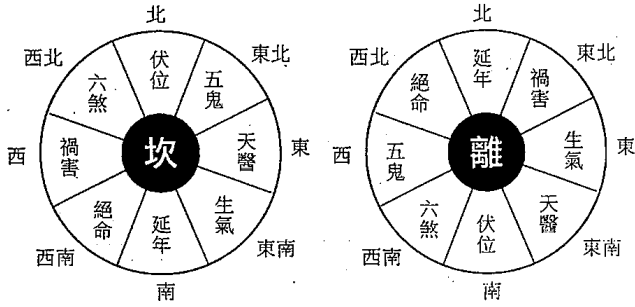 北
西北
東北
西
東
西南
東南
南
坎
伏位
五鬼
天醫
生氣
延年
絕命
禍害
六煞
北
西北
東北
西
東
西南
東南
南
離
延年
禍害
生氣
天醫
伏位
六煞
五鬼
絕命